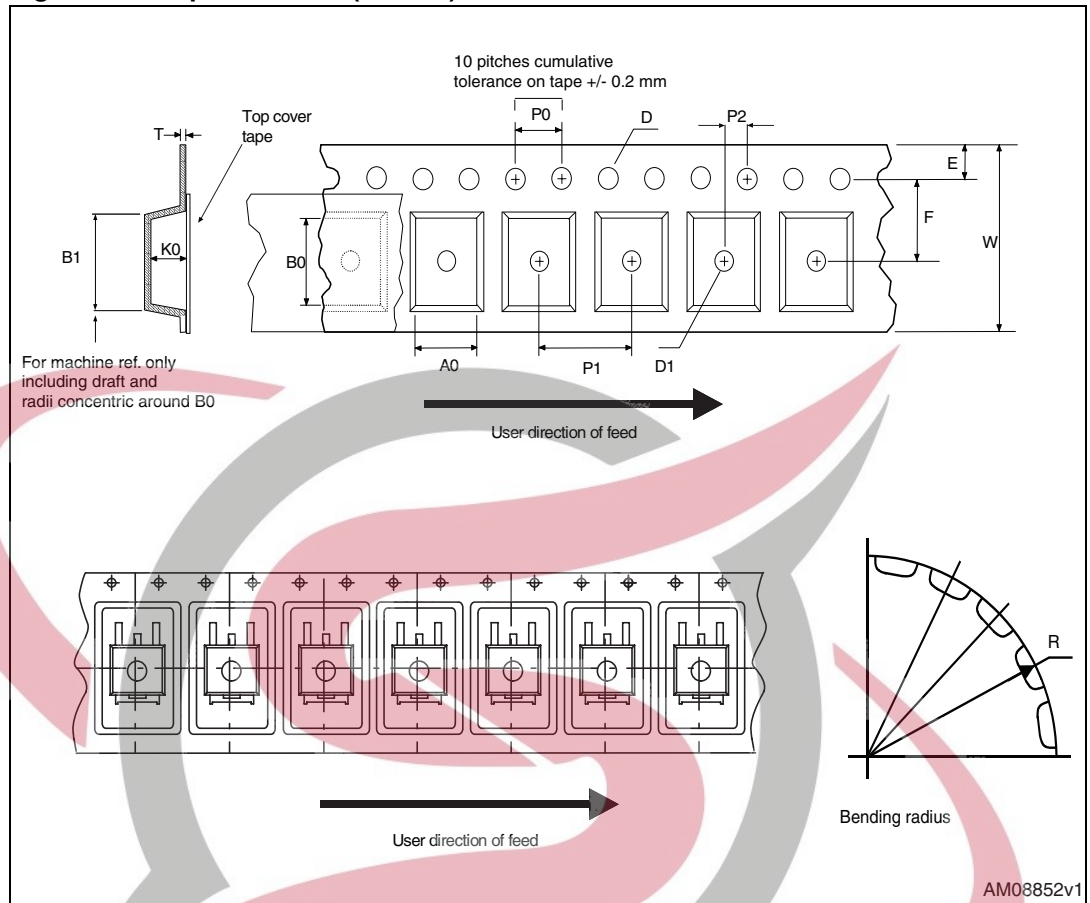 10 pitches cumulative
tolerance on tape +/- 0.2 mm
T
Top cover
tape
P0
D
P2
E
F
W
B1
K0
B0
For machine ref. only
including draft and
radii concentric around B0
A0
P1
D1
User direction of feed
R
Bending radius
User direction of feed
AM08852v1